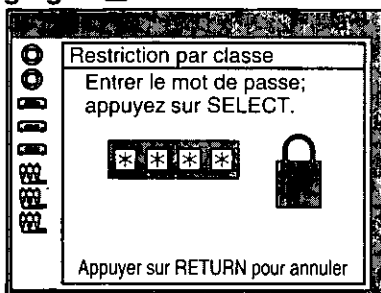 Restriction par classe
Entrer le mot de passe;
appuyez sur SELECT.
* * * *
Appuyer sur RETURN pour annuler